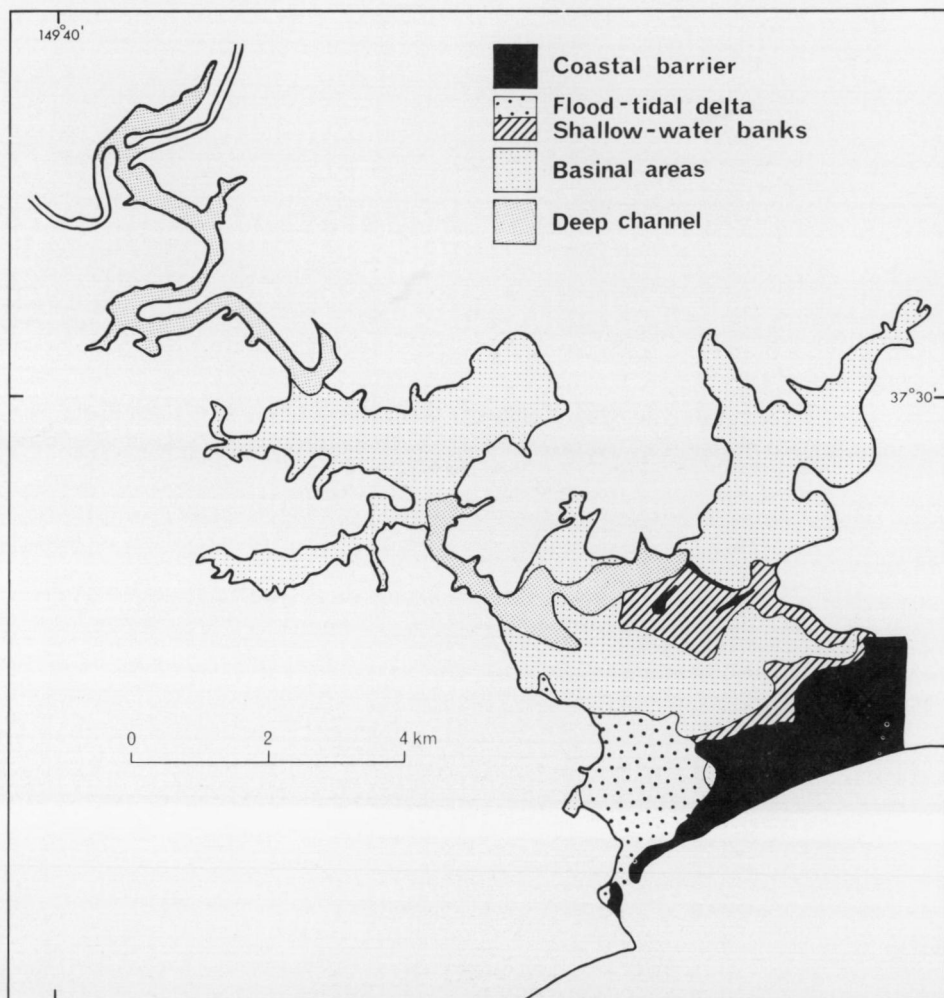 149°40'
Coastal barrier
Flood-tidal delta
Shallow-water banks
Basinal areas
Deep channel
37°30'
0 2 4 km